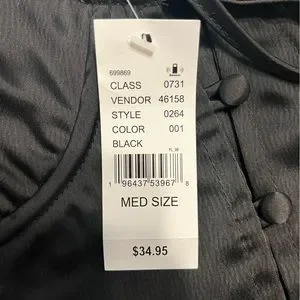 699869
CLASS 0731
VENDOR 46158
STYLE 0264
COLOR 001
BLACK
1 96437 53967 8
MED SIZE
$34.95